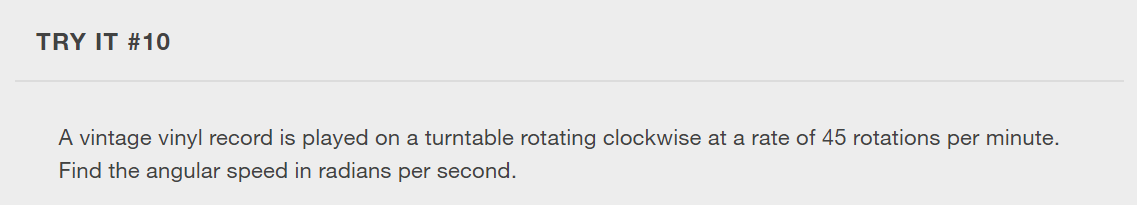 TRY IT #10
A vintage vinyl record is played on a turntable rotating clockwise at a rate of 45 rotations per minute.
Find the angular speed in radians per second.